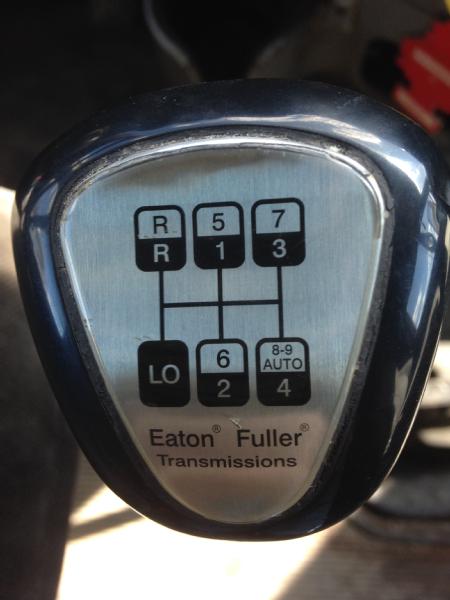 R 5 7
R 1 3
LO 6 8-9 AUTO
2 4
Eaton® Fuller®
Transmissions